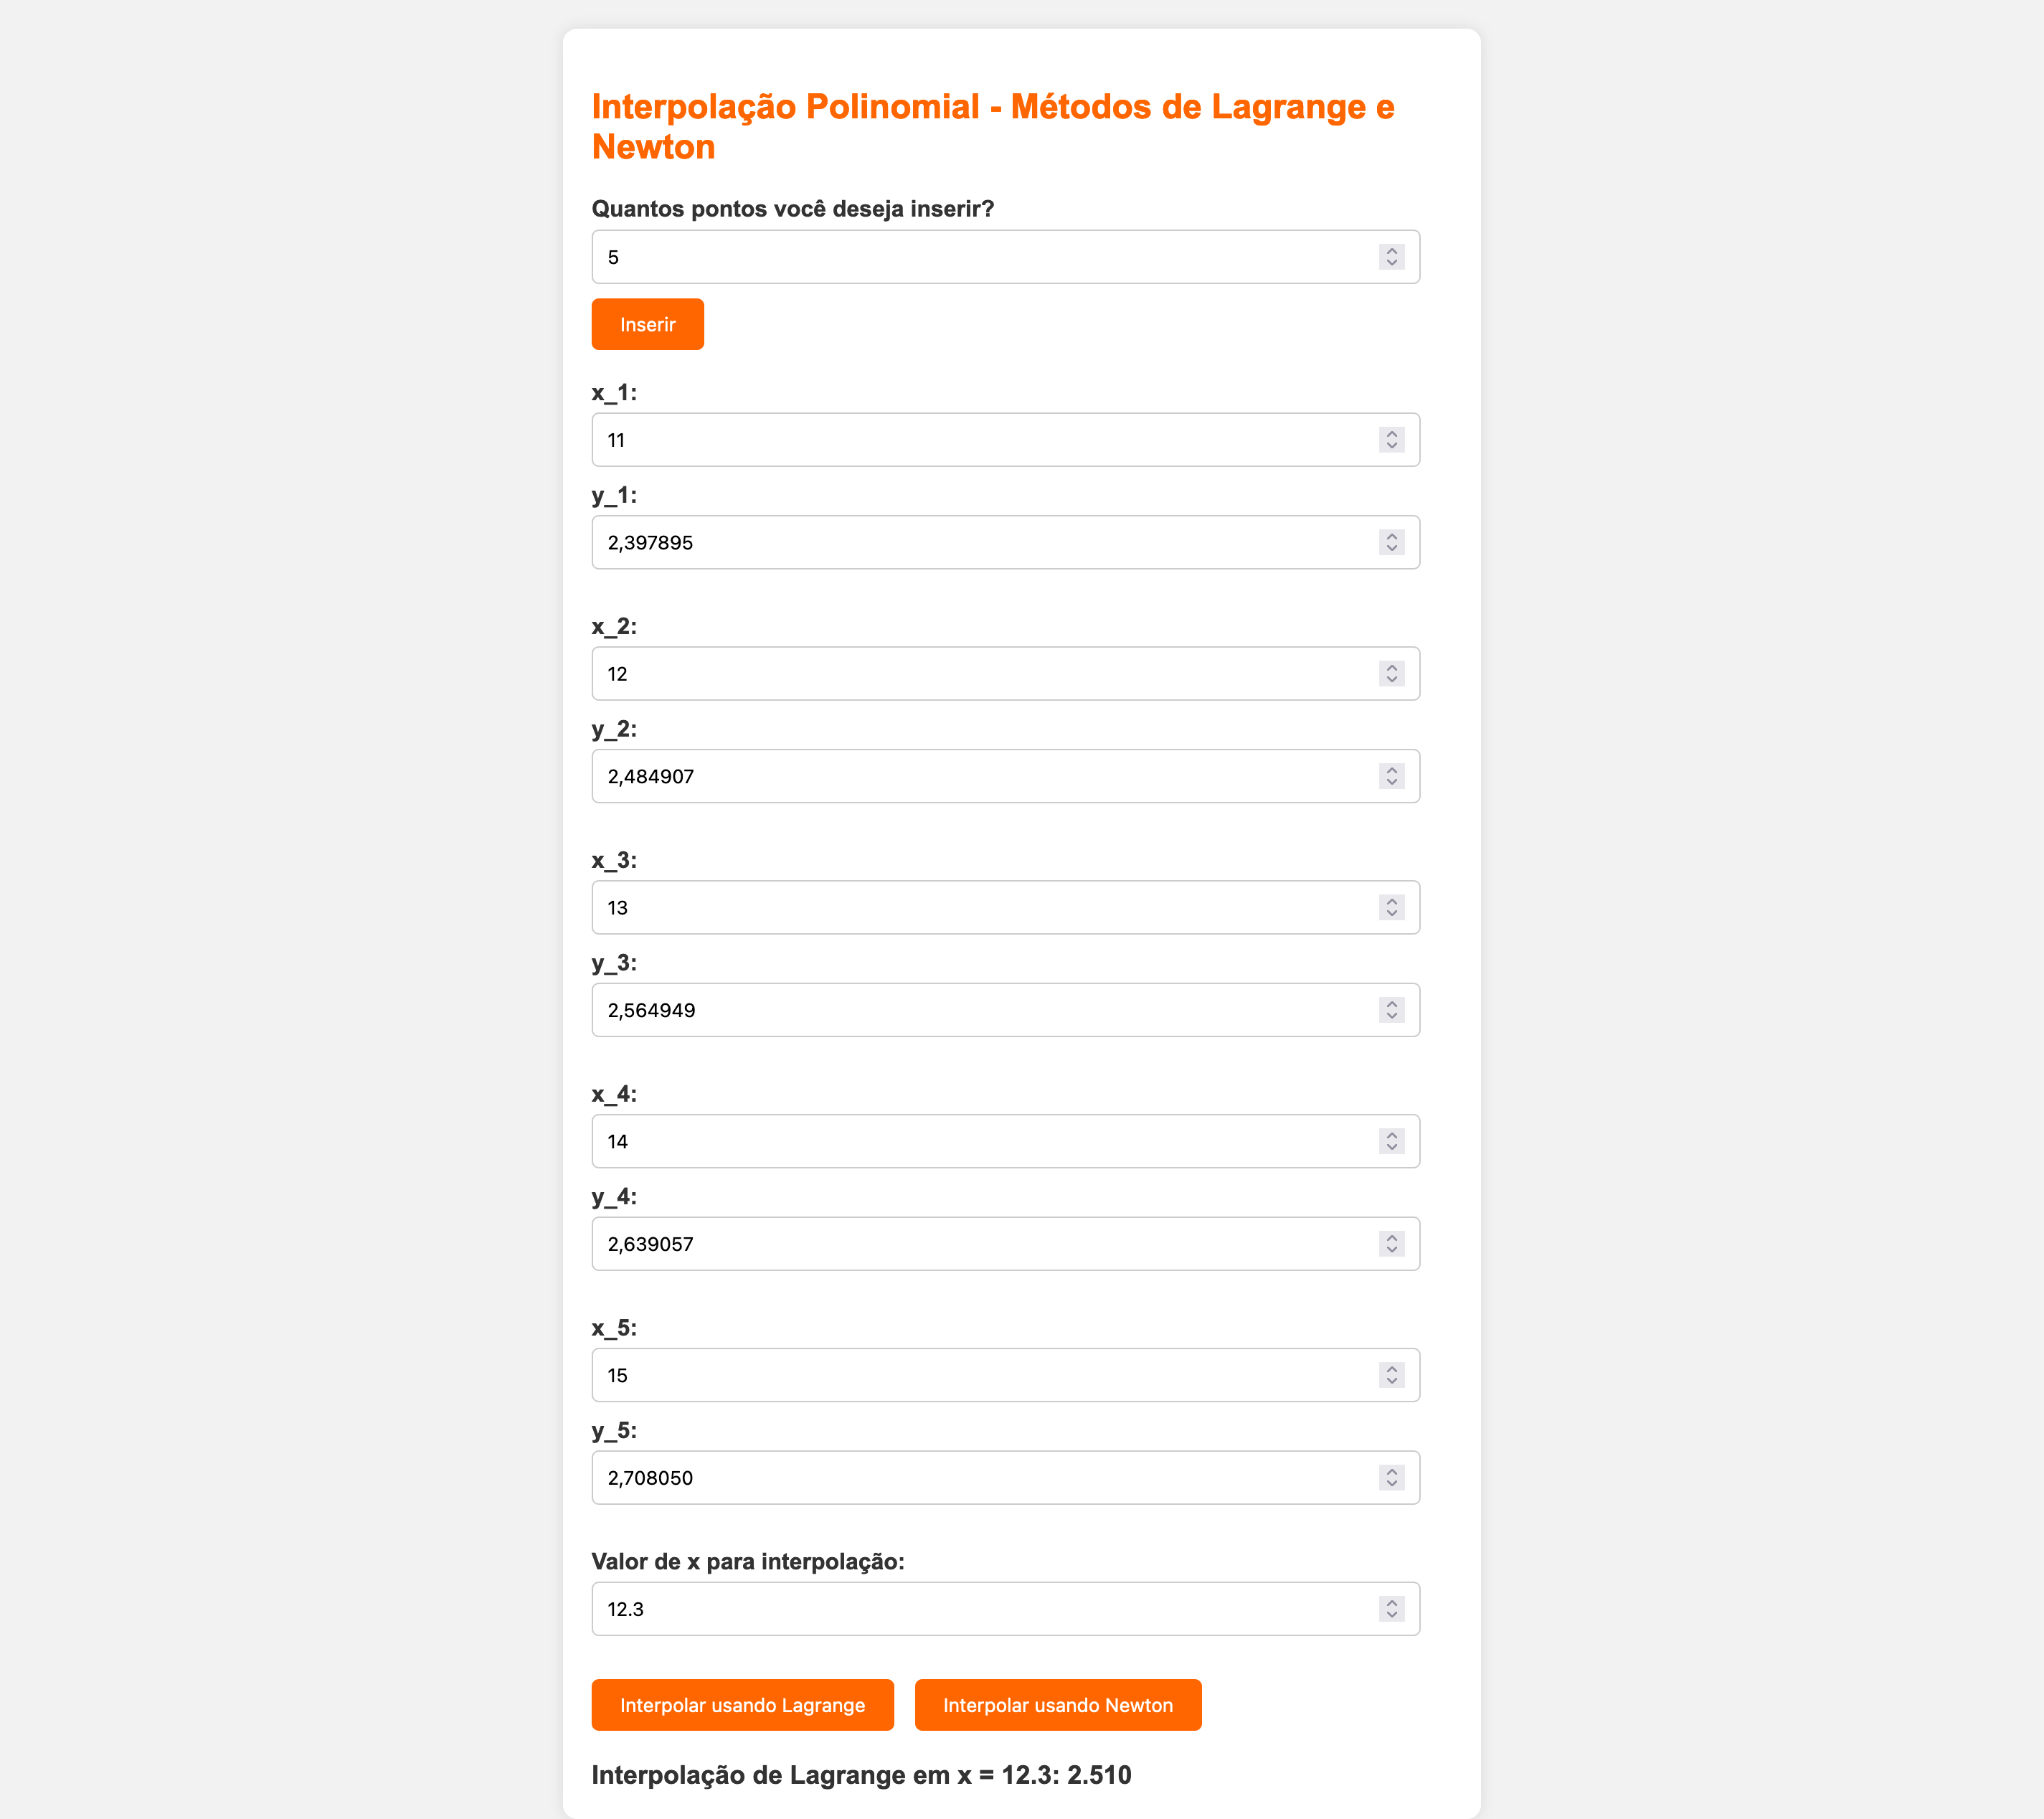 Interpolação Polinomial - Métodos de Lagrange e
Newton
Quantos pontos você deseja inserir?
5
Inserir
x_1:
11
y_1:
2,397895
x_2:
12
y_2:
2,484907
x_3:
13
y_3:
2,564949
x_4:
14
y_4:
2,639057
x_5:
15
y_5:
2,708050
Valor de x para interpolação:
12.3
Interpolar usando Lagrange Interpolar usando Newton
Interpolação de Lagrange em x = 12.3: 2.510